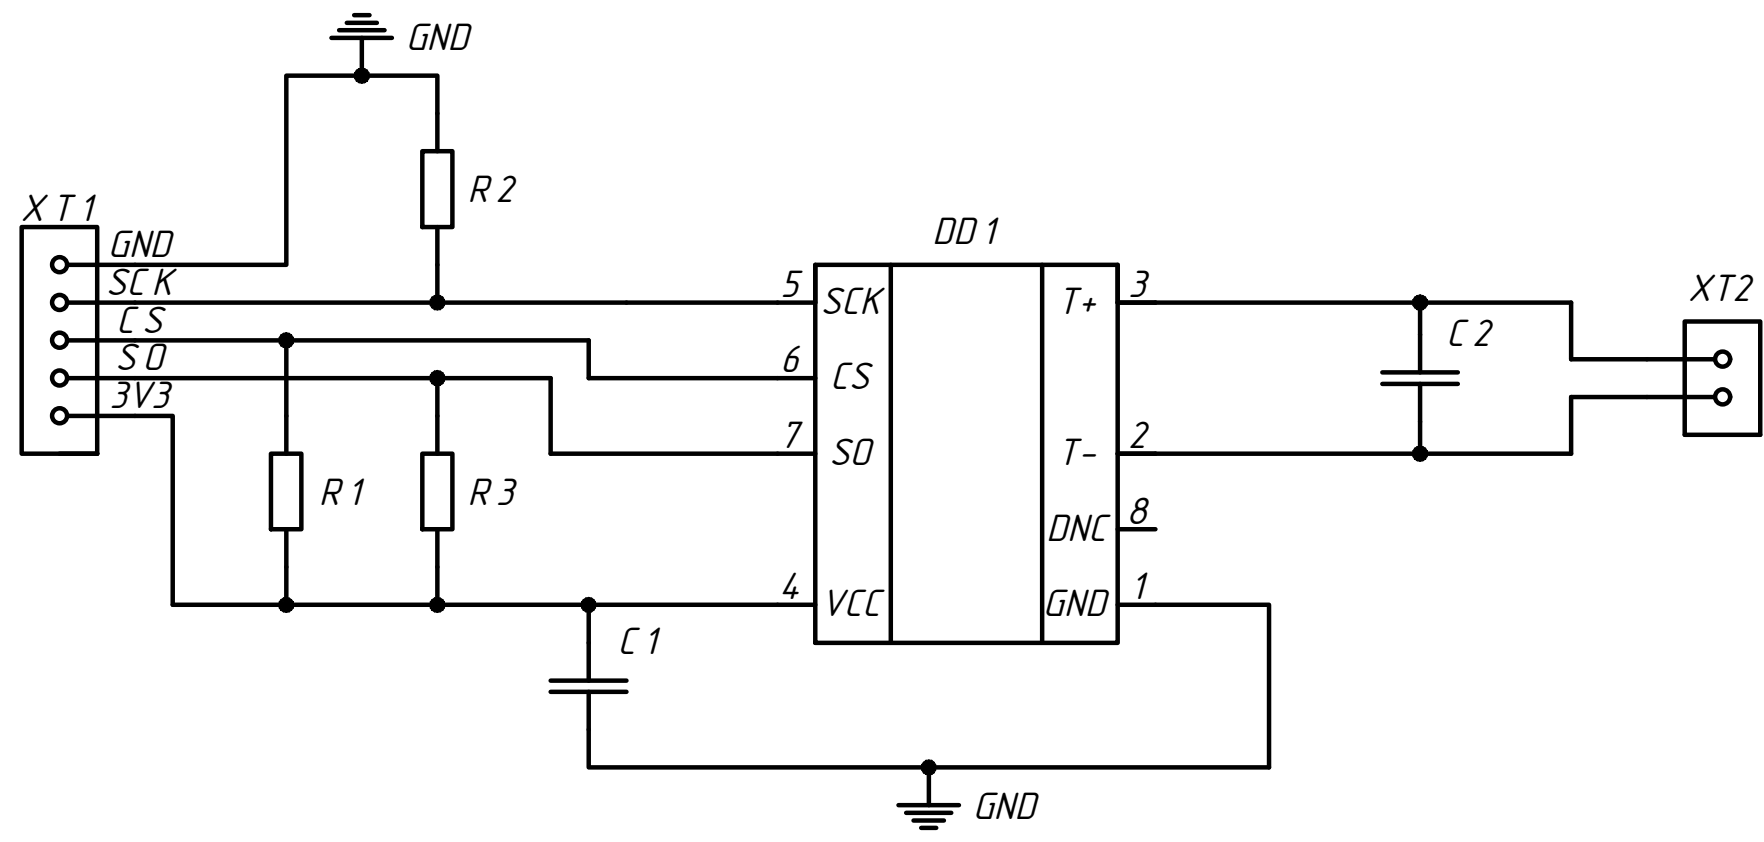 GND
R2
XT1
GND
SCK
CS
SO
3V3
R1
R3
DD1
5
SCK
6
CS
7
SO
4
VCC
T+
3
T-
2
DNC
8
GND
1
C2
XT2
C1
GND